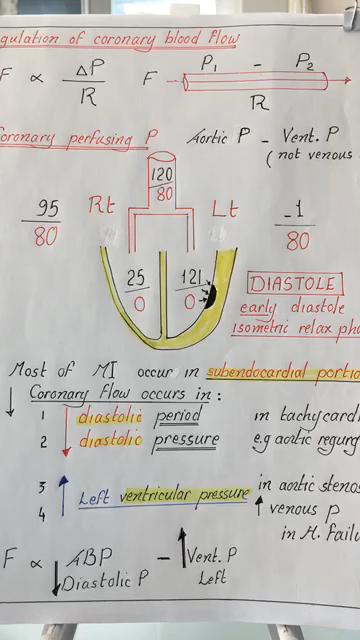 gulation of coronary blood flow
F ∝ ΔP / R    F    P1 - P2    R
oronary perfusing P    Aortic P - Vent. P
( not venous
120
80
95 / 80    Rt    Lt    -1 / 80
25 / 0    121 / 0
DIASTOLE
early diastole
isometric relax pha
Most of MI occur in subendocardial portio
↓ Coronary flow occurs in :
1 ↓ diastolic period    in tachycard
2 diastolic pressure    e.g aortic regurg
3 ↑ Left ventricular pressure    in aortic stenos
4    ↑ venous p
in H. failu
F ∝ ↓ ABP - ↑ Vent. P
Diastolic P    Left